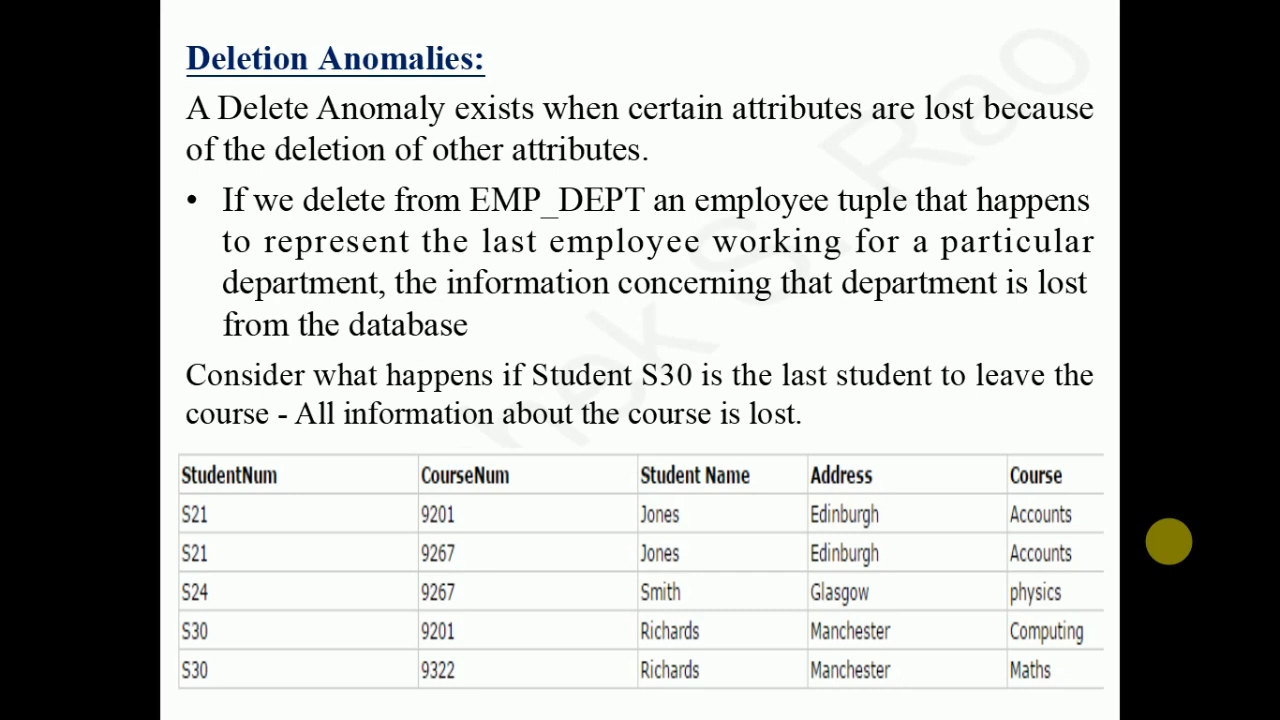 Deletion Anomalies:
A Delete Anomaly exists when certain attributes are lost because
of the deletion of other attributes.
• If we delete from EMP_DEPT an employee tuple that happens
to represent the last employee working for a particular
department, the information concerning that department is lost
from the database
Consider what happens if Student S30 is the last student to leave the
course - All information about the course is lost.
StudentNum CourseNum Student Name Address Course
S21 9201 Jones Edinburgh Accounts
S21 9267 Jones Edinburgh Accounts
S24 9267 Smith Glasgow physics
S30 9201 Richards Manchester Computing
S30 9322 Richards Manchester Maths